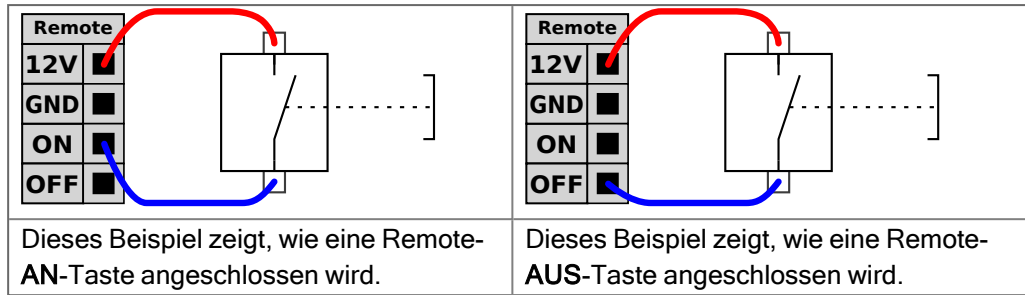 Remote
12V
GND
ON
OFF
Dieses Beispiel zeigt, wie eine Remote-
AN-Taste angeschlossen wird.
Remote
12V
GND
ON
OFF
Dieses Beispiel zeigt, wie eine Remote-
AUS-Taste angeschlossen wird.